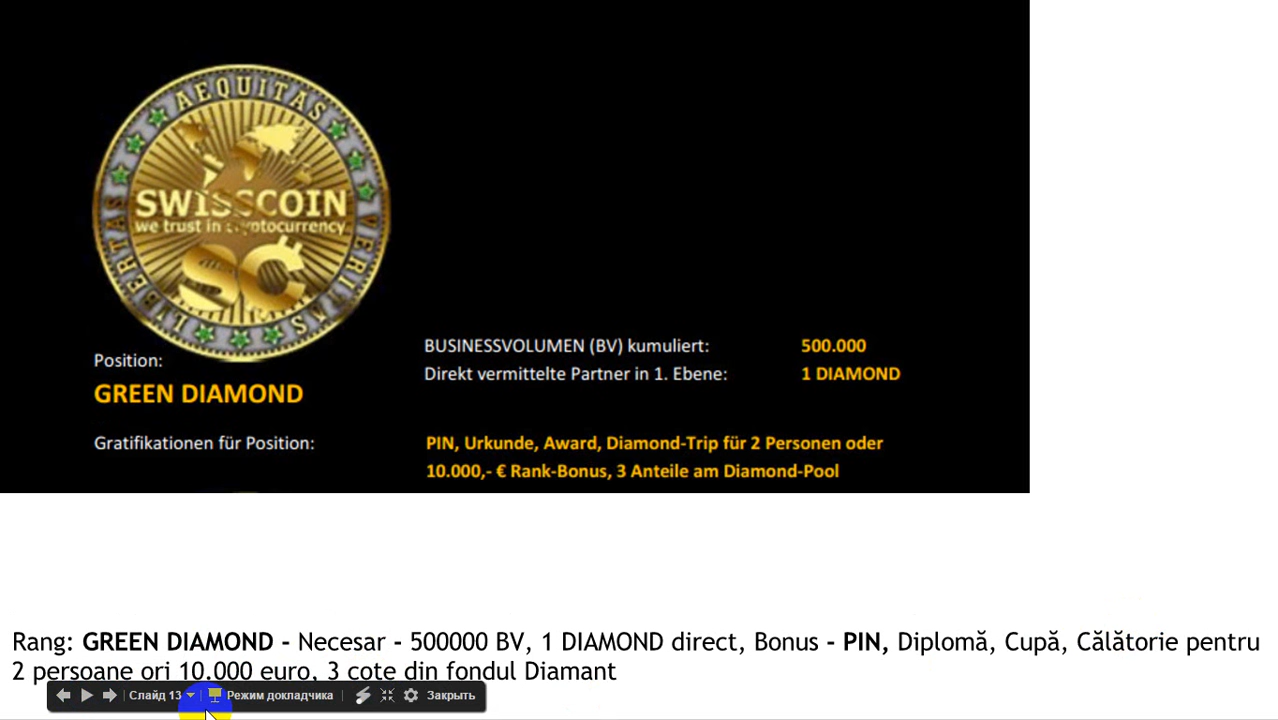 AEQUITAS
LIBERTAS
VERITAS
SWISSCOIN
we trust in cryptocurrency
SC
Position:
GREEN DIAMOND
BUSINESSVOLUMEN (BV) kumuliert: 500.000
Direkt vermittelte Partner in 1. Ebene: 1 DIAMOND
Gratifikationen für Position: PIN, Urkunde, Award, Diamond-Trip für 2 Personen oder
10.000,- € Rank-Bonus, 3 Anteile am Diamond-Pool
Rang: GREEN DIAMOND - Necesar - 500000 BV, 1 DIAMOND direct, Bonus - PIN, Diplomă, Cupă, Călătorie pentru
2 persoane ori 10.000 euro, 3 cote din fondul Diamant
Слайд 13 Режим докладчика Закрыть